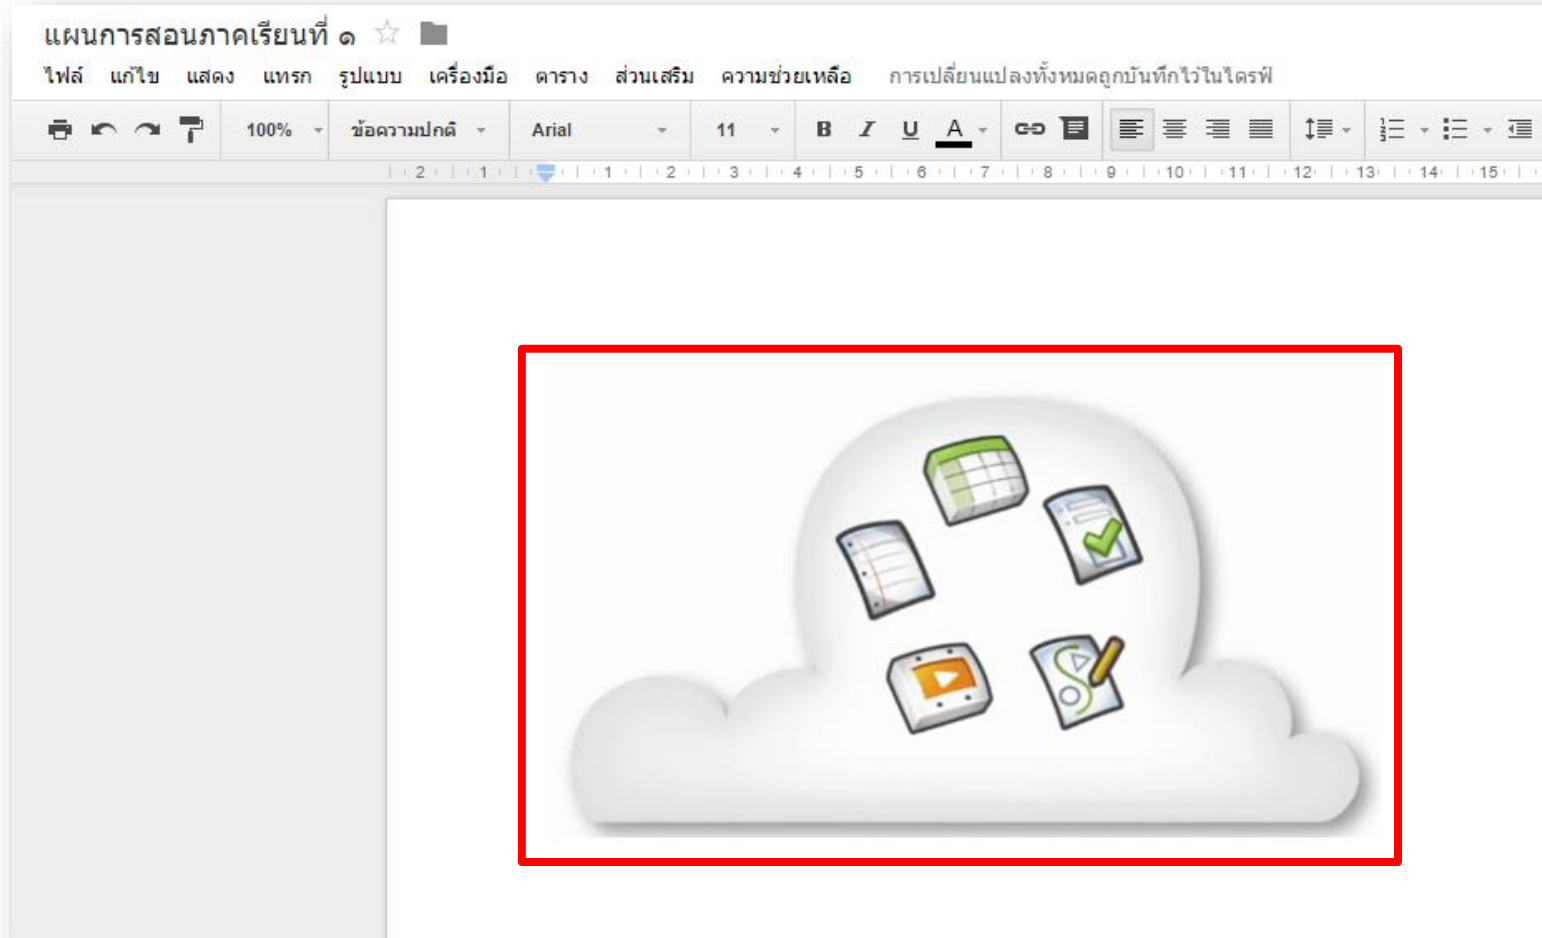 แผนการสอนภาคเรียนที่ ๑
ไฟล์ แก้ไข แสดง แทรก รูปแบบ เครื่องมือ ตาราง ส่วนเสริม ความช่วยเหลือ การเปลี่ยนแปลงทั้งหมดถูกบันทึกไว้ในไดรฟ์
100% ข้อความปกติ Arial 11 B I U A
2 1 1 2 3 4 5 6 7 8 9 10 11 12 13 14 15